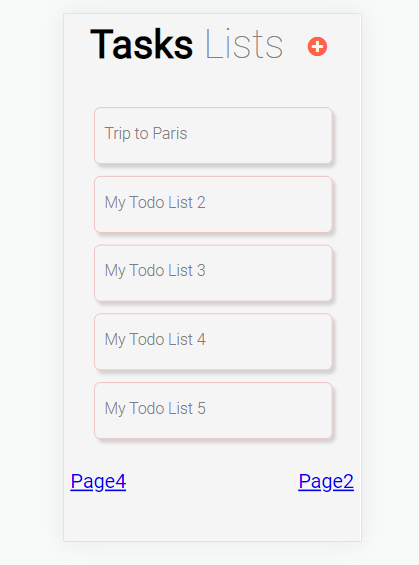 Tasks Lists
Trip to Paris
My Todo List 2
My Todo List 3
My Todo List 4
My Todo List 5
Page4 Page2